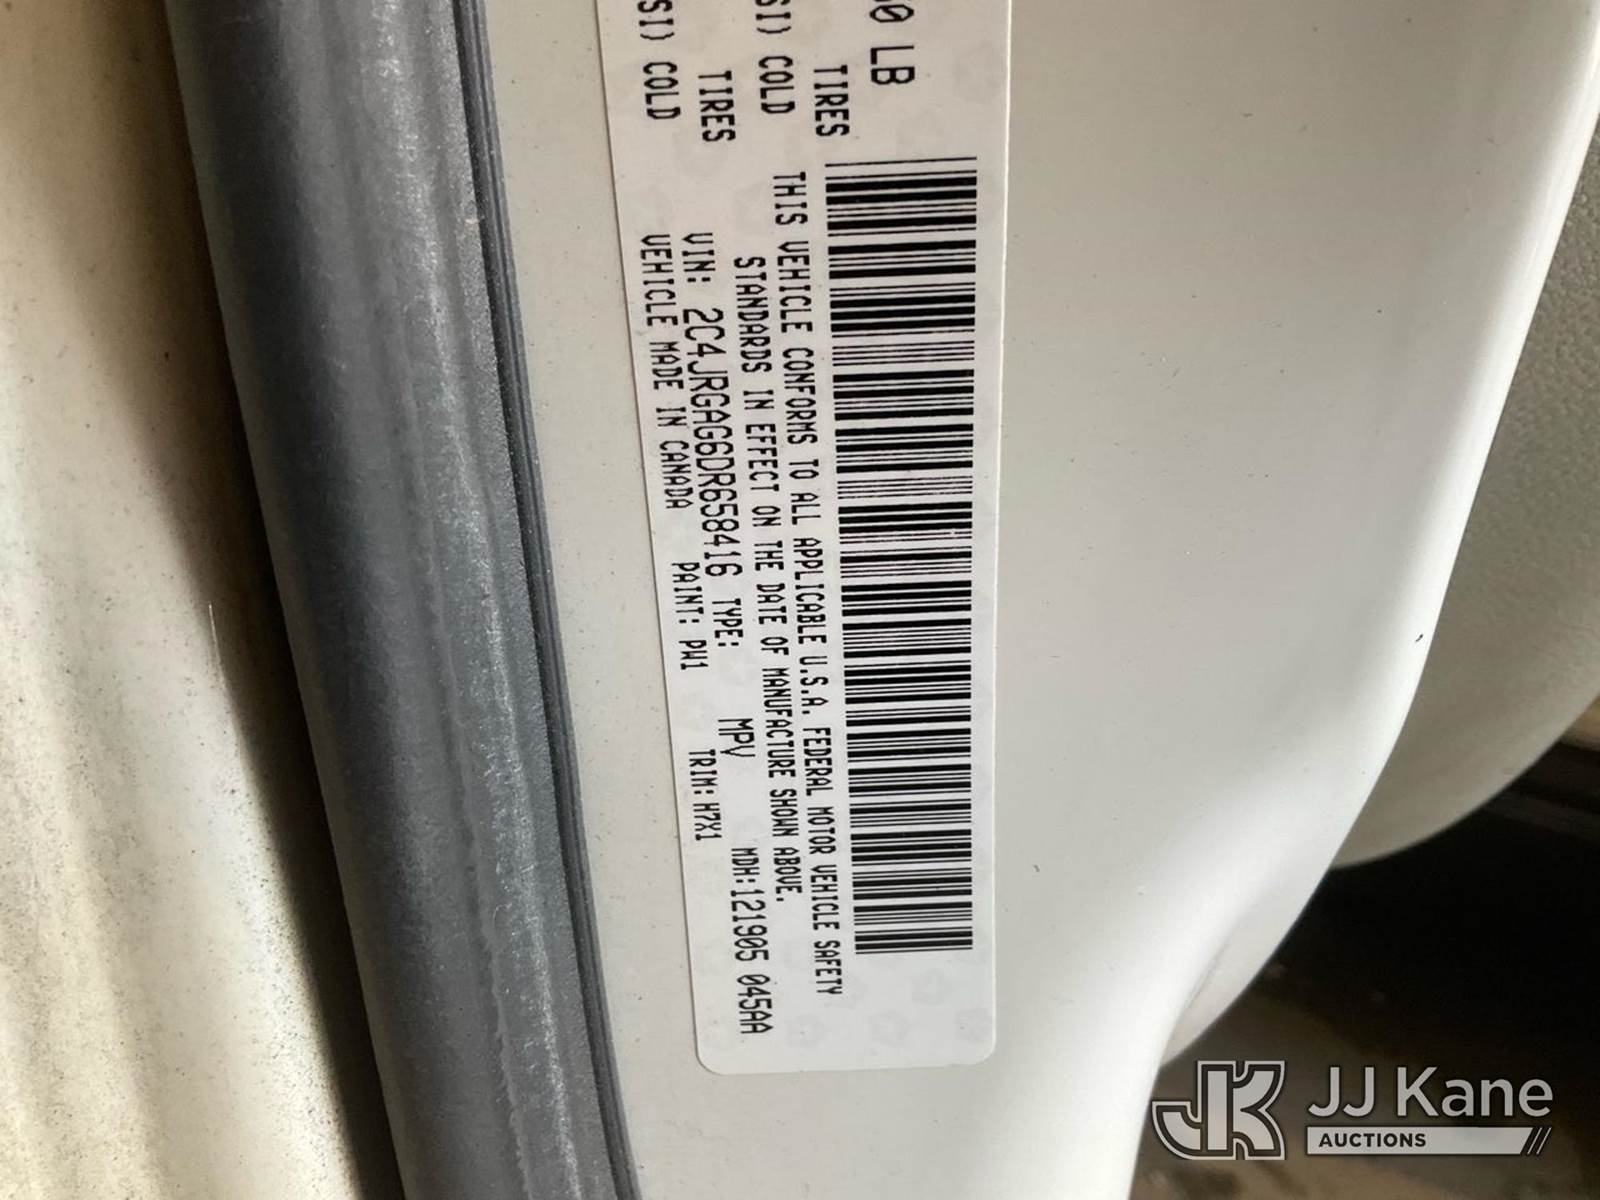 00 LB
TIRES
SI) COLD
TIRES
SI) COLD
THIS VEHICLE CONFORMS TO ALL APPLICABLE U.S.A. FEDERAL MOTOR VEHICLE SAFETY
STANDARDS IN EFFECT ON THE DATE OF MANUFACTURE SHOWN ABOVE.
VIN: 2C4JRGAG6DR658416 TYPE: MPV MDH:121905 045AA
VEHICLE MADE IN CANADA PAINT: PW1 TRIM: H7X1
JK JJ Kane
AUCTIONS